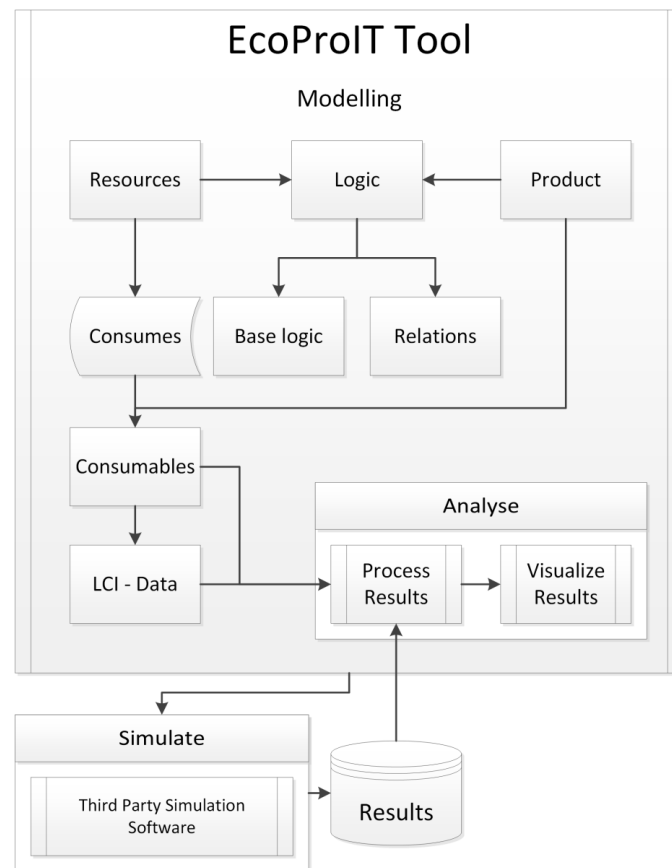 EcoProIT Tool
Modelling
Resources
Logic
Product
Consumes
Base logic
Relations
Consumables
Analyse
LCI - Data
Process
Results
Visualize
Results
Simulate
Third Party Simulation
Software
Results